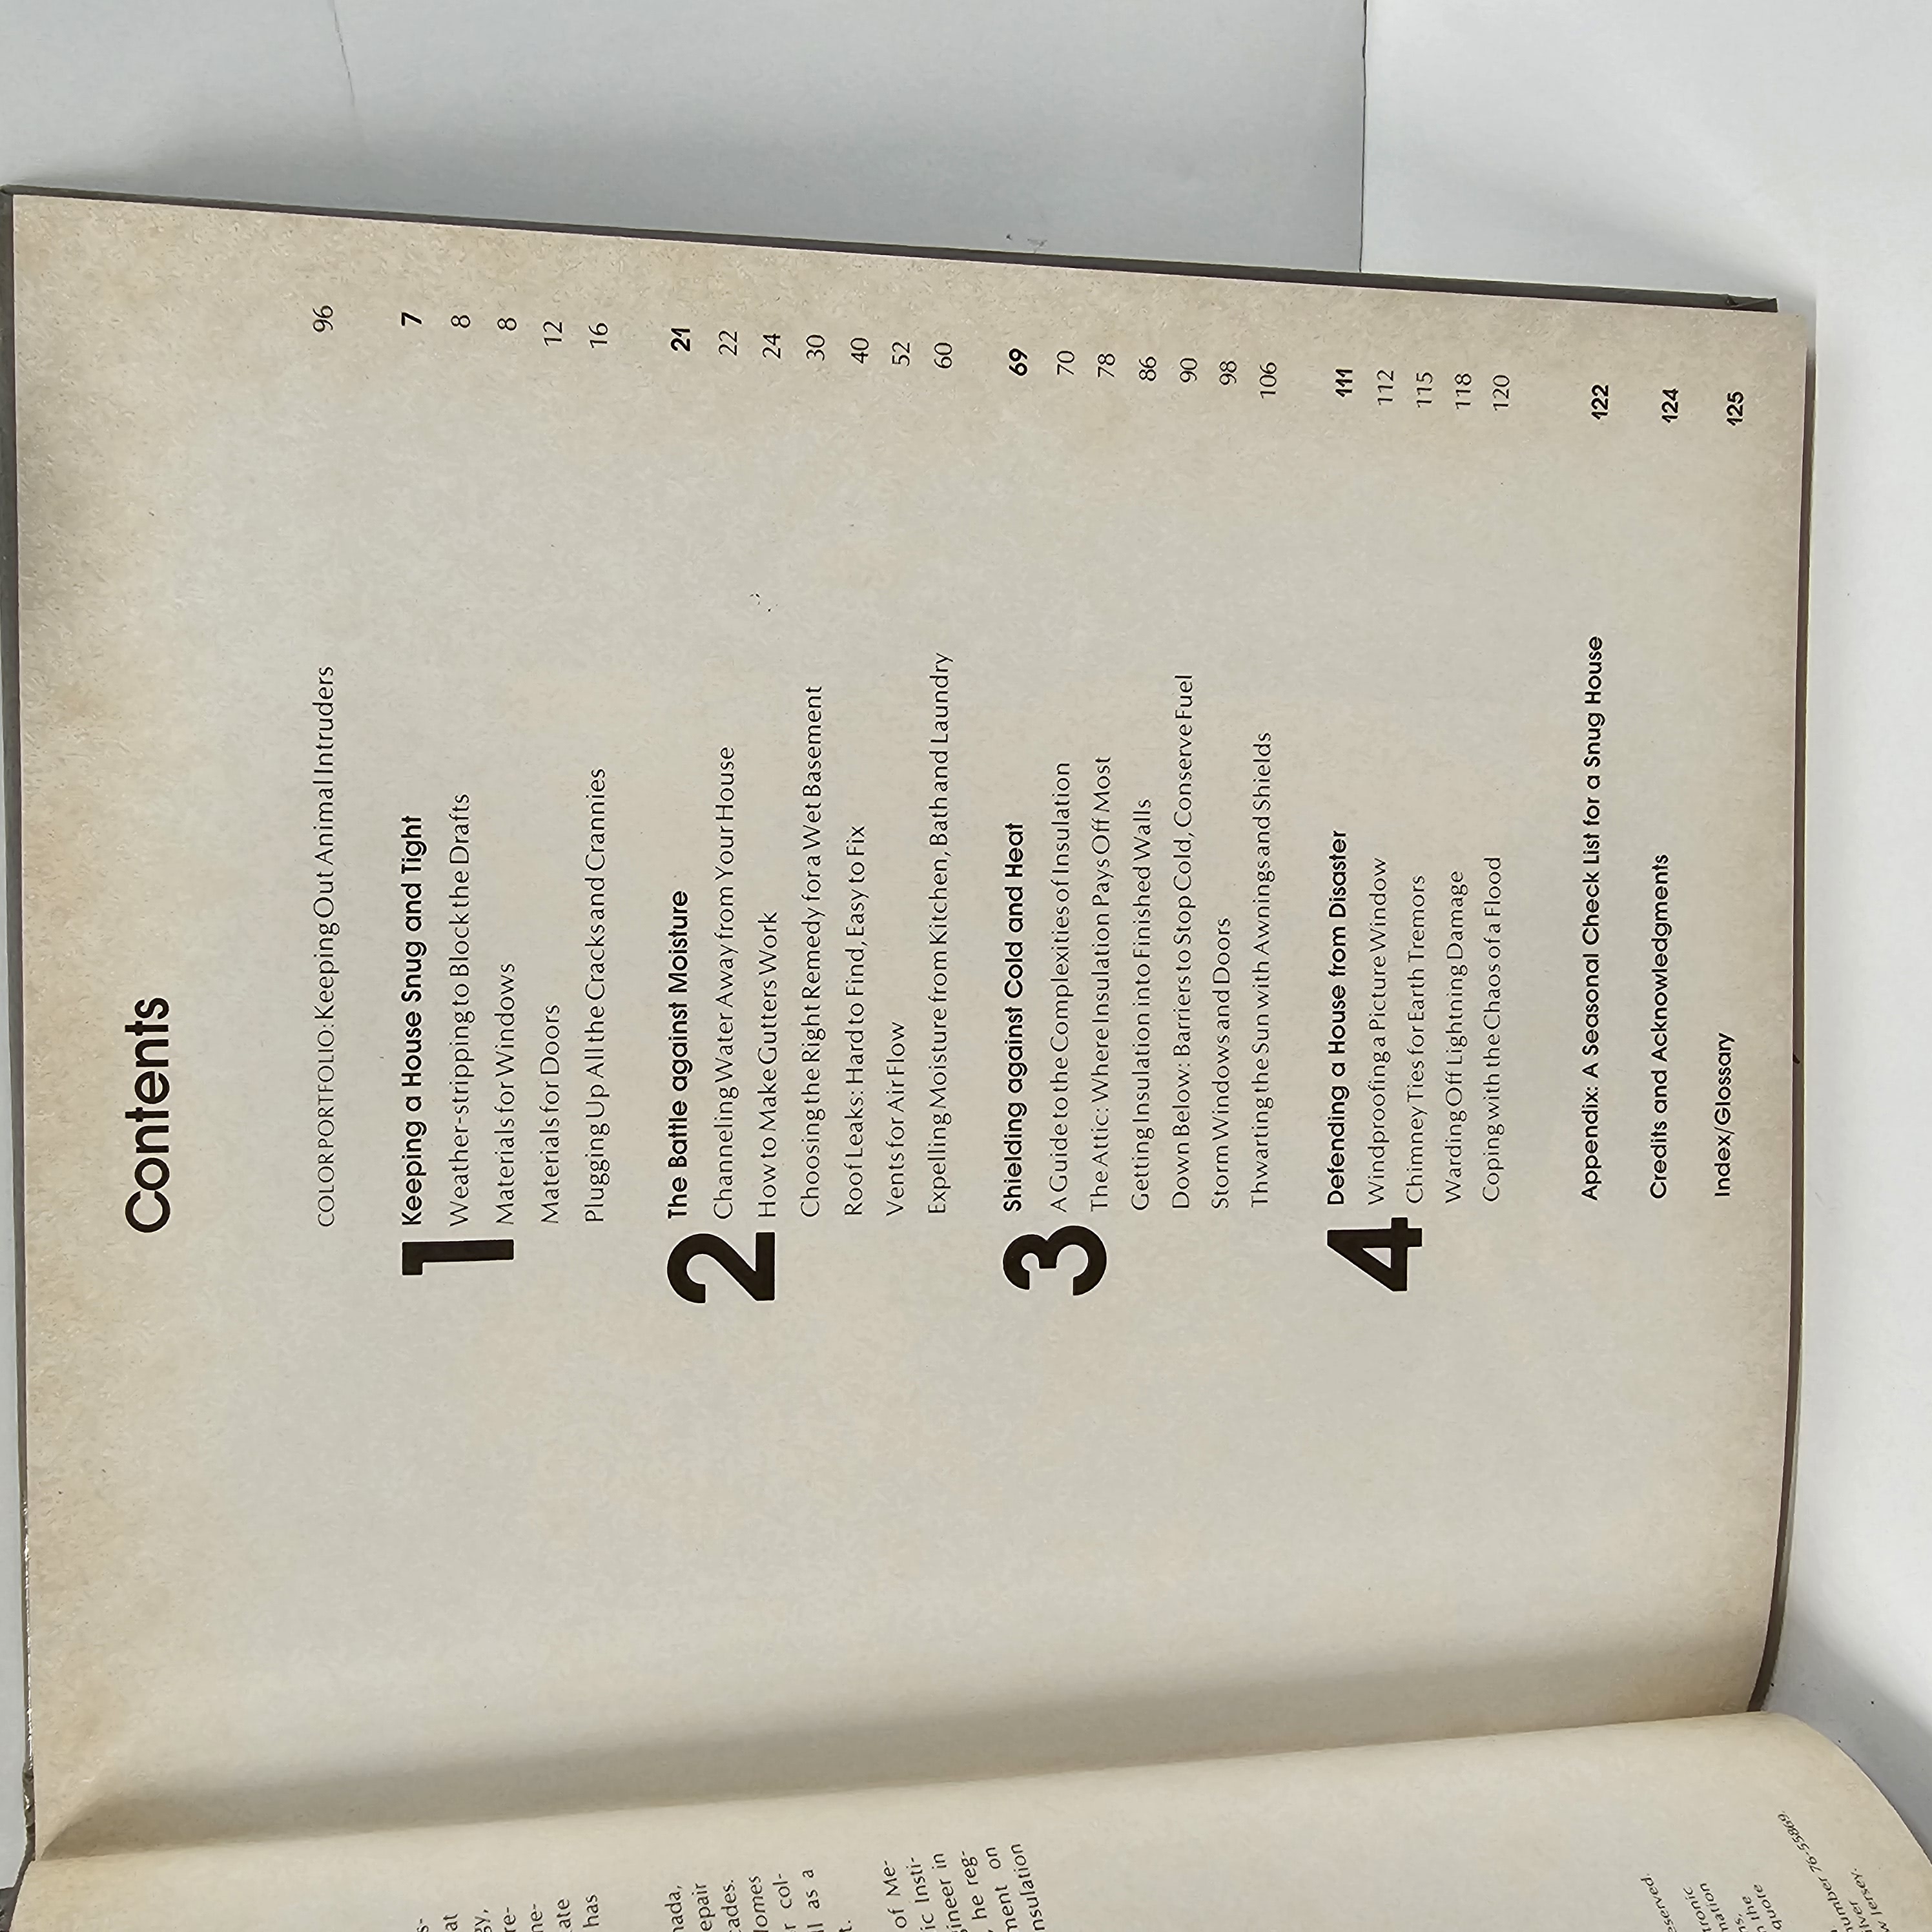 s-
at
gy,
re-
ne-
ate
has
nada,
epair
cades.
Homes
r col-
ll as a
t.
of Me-
ic Insti-
gineer in
, he reg-
ment on
nsulation
eserved.
tronic
mation
ns,
n the
quote
number 76-55869.
ilver
w Jersey.
Contents
COLOR PORTFOLIO: Keeping Out Animal Intruders 96
1 Keeping a House Snug and Tight 7
Weather-stripping to Block the Drafts 8
Materials for Windows 8
Materials for Doors 12
Plugging Up All the Cracks and Crannies 16
2 The Battle against Moisture 21
Channeling Water Away from Your House 22
How to Make Gutters Work 24
Choosing the Right Remedy for a Wet Basement 30
Roof Leaks: Hard to Find, Easy to Fix 40
Vents for Air Flow 52
Expelling Moisture from Kitchen, Bath and Laundry 60
3 Shielding against Cold and Heat 69
A Guide to the Complexities of Insulation 70
The Attic: Where Insulation Pays Off Most 78
Getting Insulation into Finished Walls 86
Down Below: Barriers to Stop Cold, Conserve Fuel 90
Storm Windows and Doors 98
Thwarting the Sun with Awnings and Shields 106
4 Defending a House from Disaster 111
Windproofing a Picture Window 112
Chimney Ties for Earth Tremors 115
Warding Off Lightning Damage 118
Coping with the Chaos of a Flood 120
Appendix: A Seasonal Check List for a Snug House 122
Credits and Acknowledgments 124
Index/Glossary 125